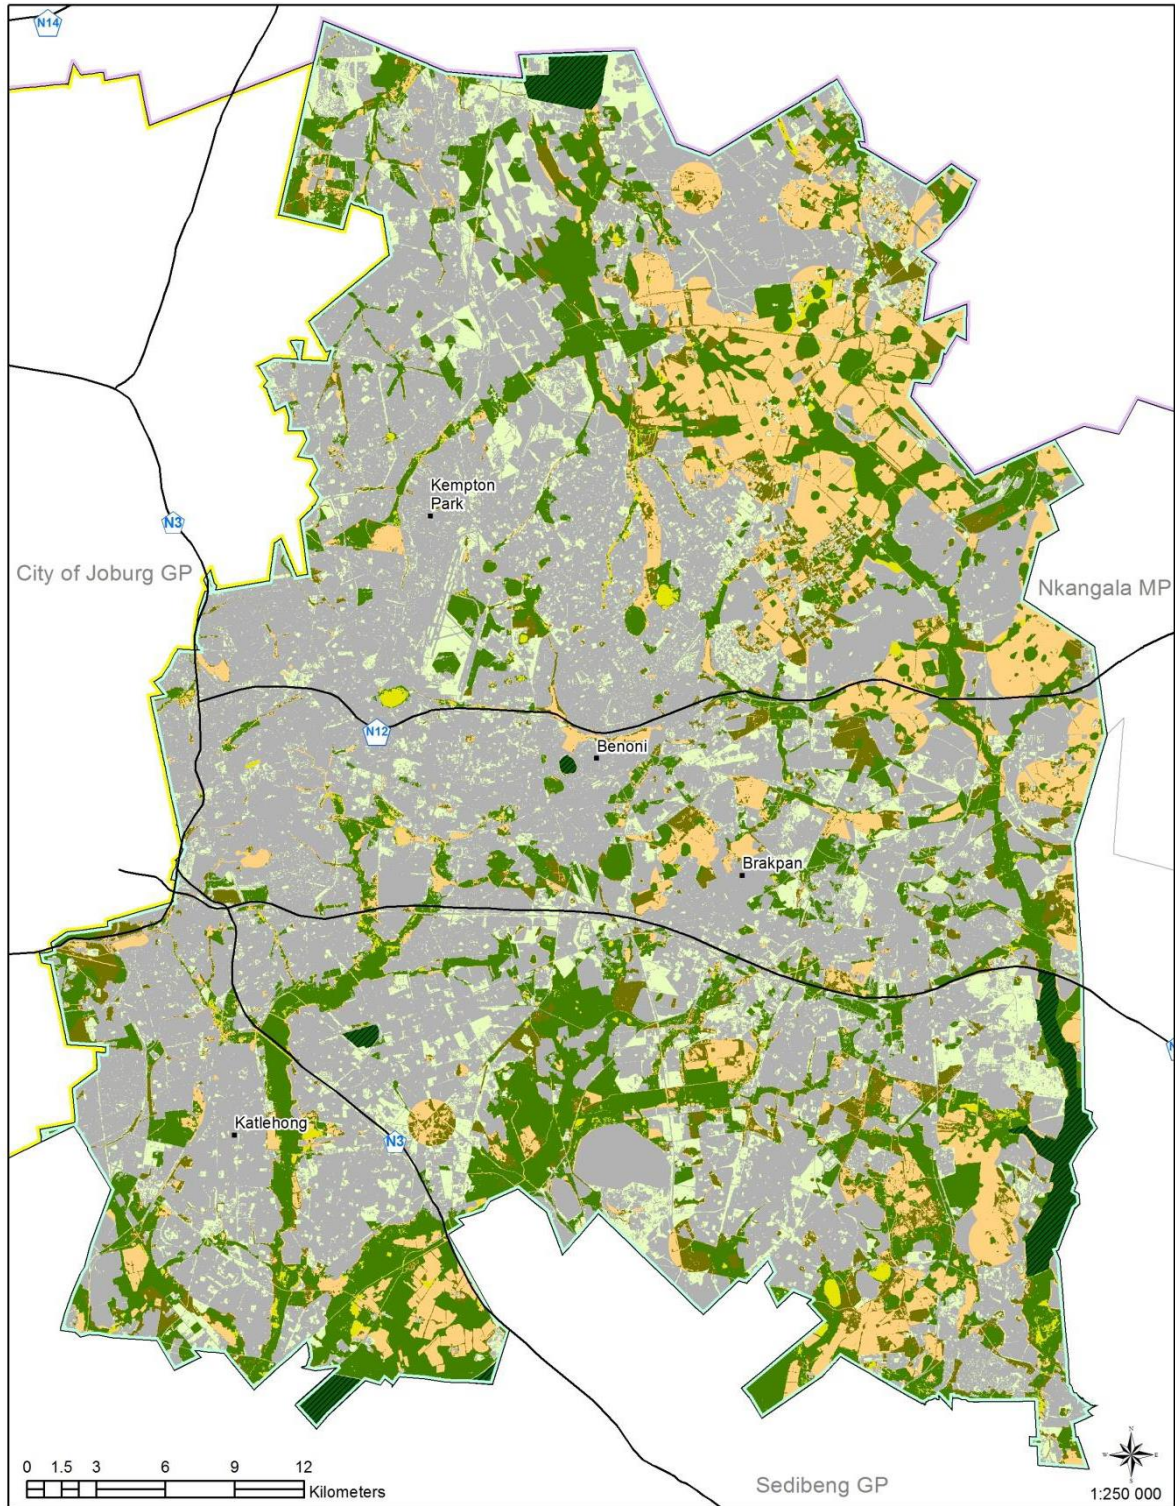 N14
Kempton
Park
N3
City of Joburg GP
Nkangala MP
N12
Benoni
Brakpan
Katlehong
N3
0 1.5 3 6 9 12
Kilometers
Sedibeng GP
N
W E
S
1:250 000